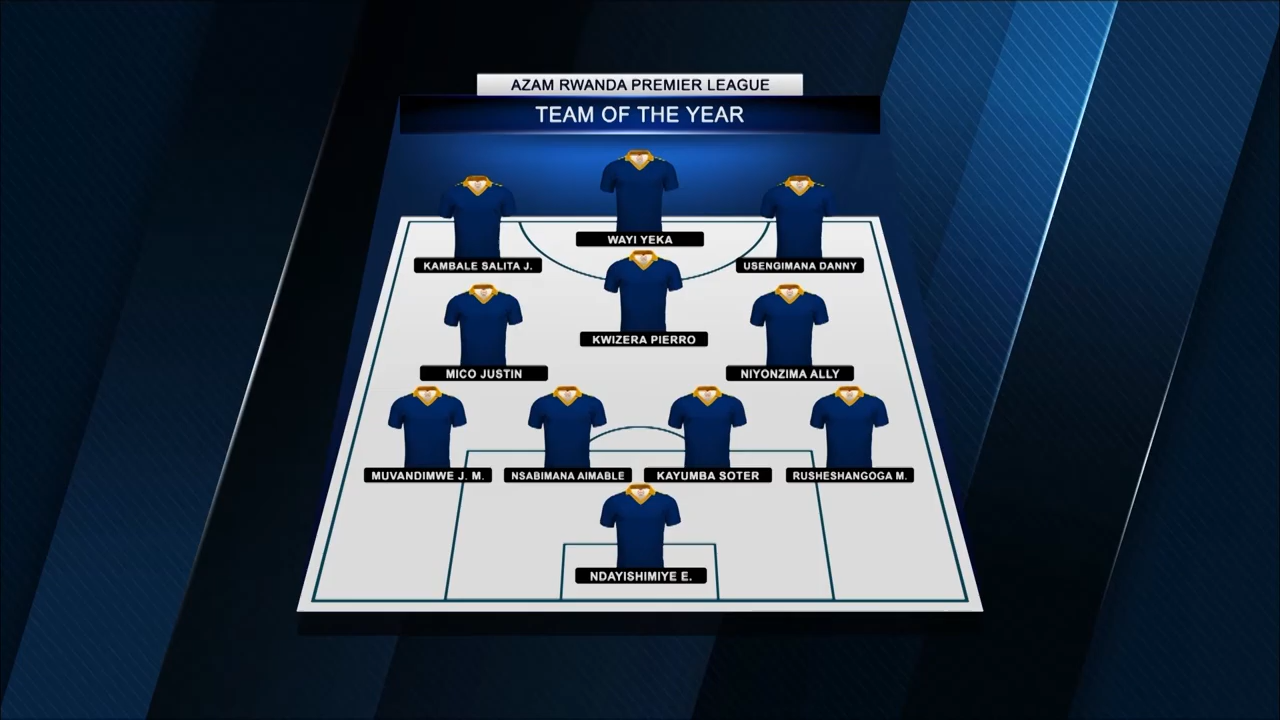 AZAM RWANDA PREMIER LEAGUE
TEAM OF THE YEAR
WAYI YEKA
KAMBALE SALITA J.
USENGIMANA DANNY
KWIZERA PIERRO
MICO JUSTIN
NIYONZIMA ALLY
MUVANDIMWE J. M.
NSABIMANA AIMABLE
KAYUMBA SOTER
RUSHESHANGOGA M.
NDAYISHIMIYE E.